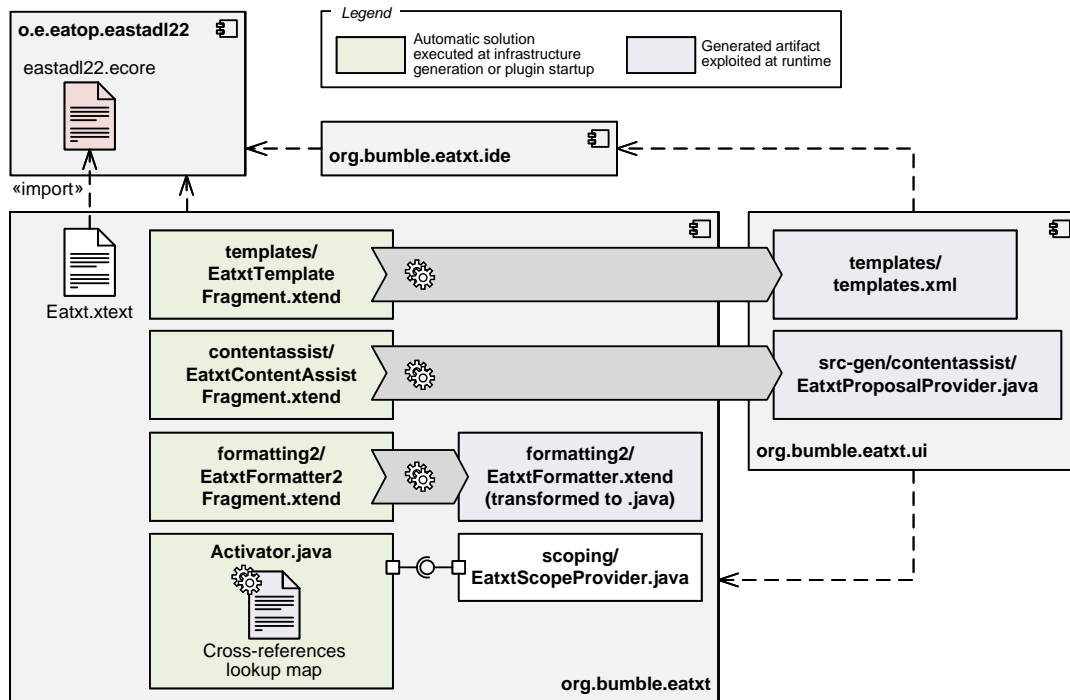 o.e.eatop.eastadl22
eastadl22.ecore
Legend
Automatic solution
executed at infrastructure
generation or plugin startup
Generated artifact
exploited at runtime
org.bumble.eatxt.ide
«import»
Eatxt.xtext
templates/
EatxtTemplate
Fragment.xtend
templates/
templates.xml
contentassist/
EatxtContentAssist
Fragment.xtend
src-gen/contentassist/
EatxtProposalProvider.java
org.bumble.eatxt.ui
formatting2/
EatxtFormatter2
Fragment.xtend
formatting2/
EatxtFormatter.xtend
(transformed to .java)
Activator.java
Cross-references
lookup map
scoping/
EatxtScopeProvider.java
org.bumble.eatxt